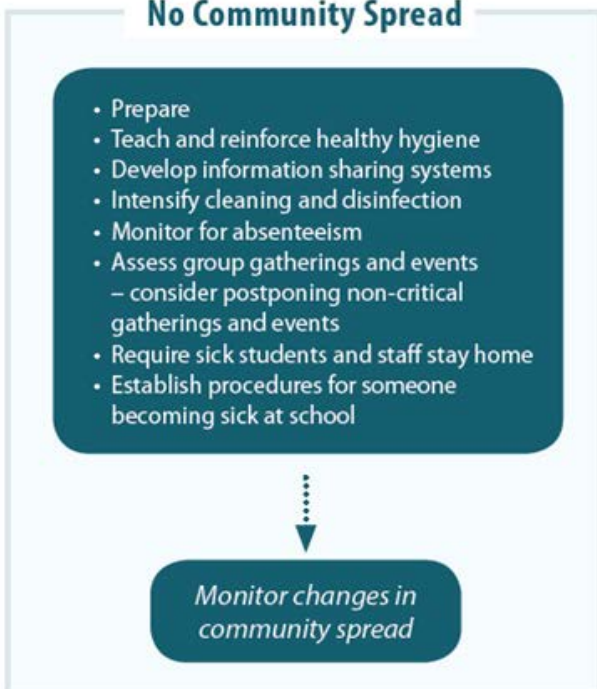 No Community Spread
• Prepare
• Teach and reinforce healthy hygiene
• Develop information sharing systems
• Intensify cleaning and disinfection
• Monitor for absenteeism
• Assess group gatherings and events
– consider postponing non-critical
gatherings and events
• Require sick students and staff stay home
• Establish procedures for someone
becoming sick at school
Monitor changes in
community spread